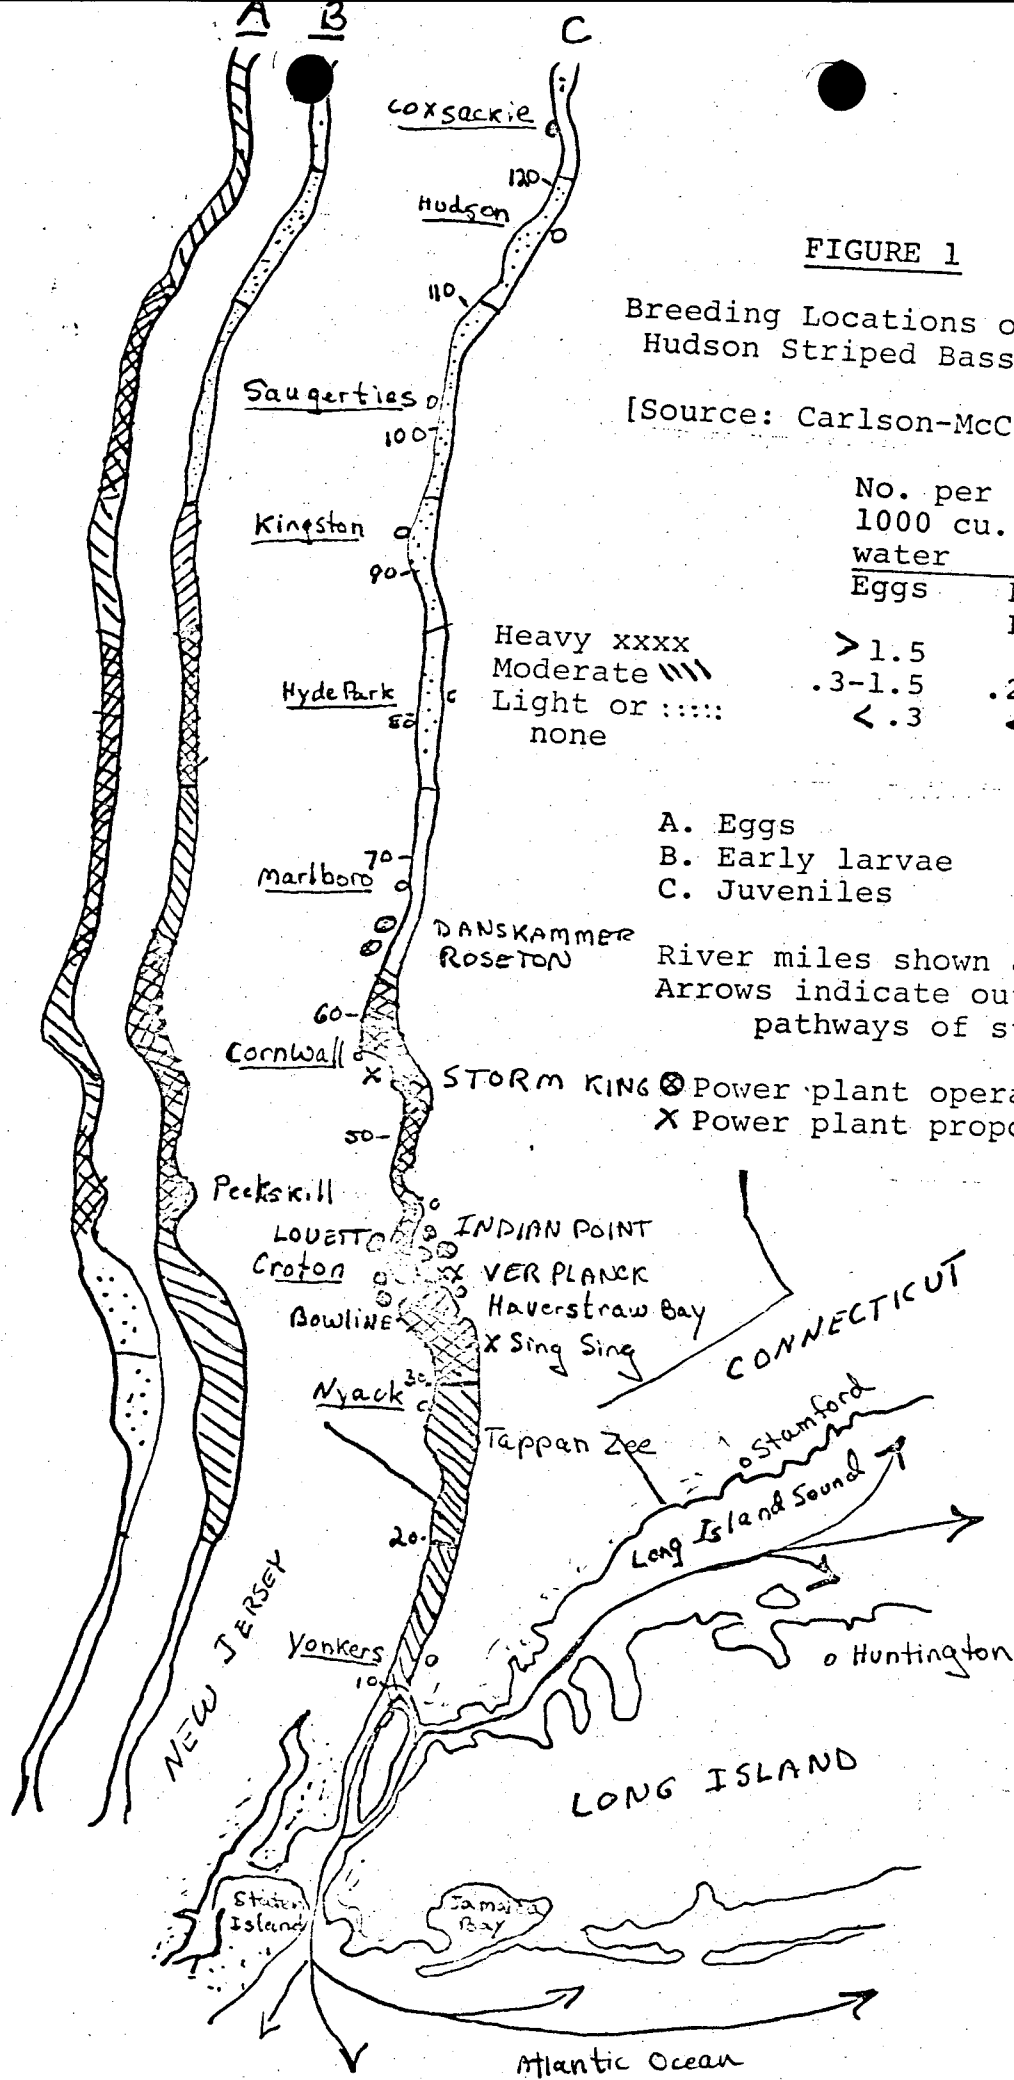 A
B
C
Coxsackie
120
Hudson
110
Saugerties
100
Kingston
90
Hyde Park
80
70
Marlboro
DANSKAMMER
ROSETON
60
Cornwall
X STORM KING
50
Peekskill
LOVETT INDIAN POINT
Croton X VERPLANCK
Bowline Haverstraw Bay
X Sing Sing
30
Nyack
Tappan Zee
20
Yonkers
10
NEW JERSEY
Staten
Island
Jamaica
Bay
Atlantic Ocean
LONG ISLAND
Huntington
Long Island Sound
Stamford
CONNECTICUT
FIGURE 1
Breeding Locations o
Hudson Striped Bass
[Source: Carlson-McC
No. per
1000 cu.
water
Eggs
Heavy xxxx >1.5
Moderate \\\\ .3-1.5 .2
Light or ::::: <.3
none
A. Eggs
B. Early larvae
C. Juveniles
River miles shown
Arrows indicate ou
pathways of s
⊗ Power plant opera
X Power plant propo